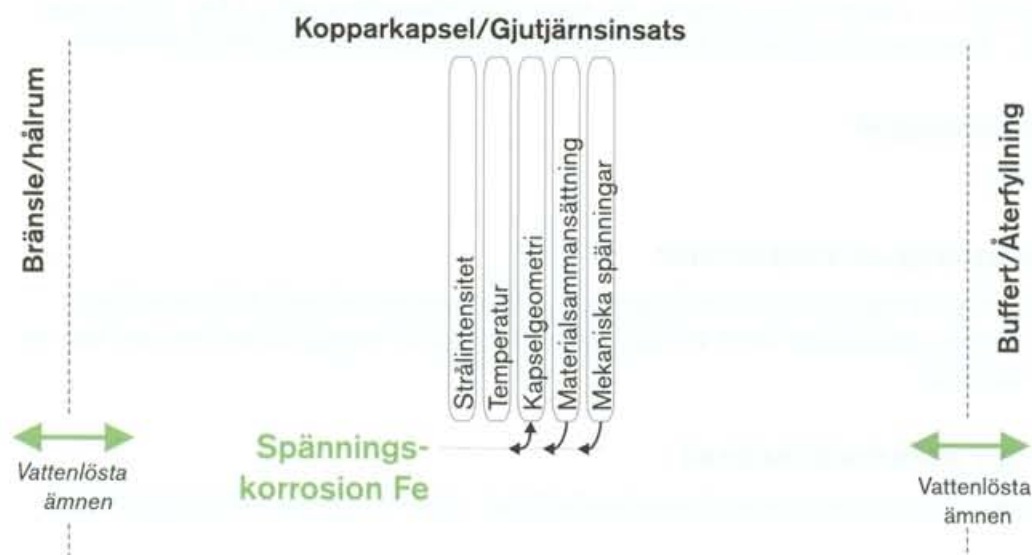 Kopparkapsel/Gjutjärnsinsats
Bränsle/hålrum
Strålintensitet
Temperatur
Kapselgeometri
Materialsammansättning
Mekaniska spänningar
Buffert/Återfyllning
Spännings-
korrosion Fe
Vattenlösta
ämnen
Vattenlösta
ämnen